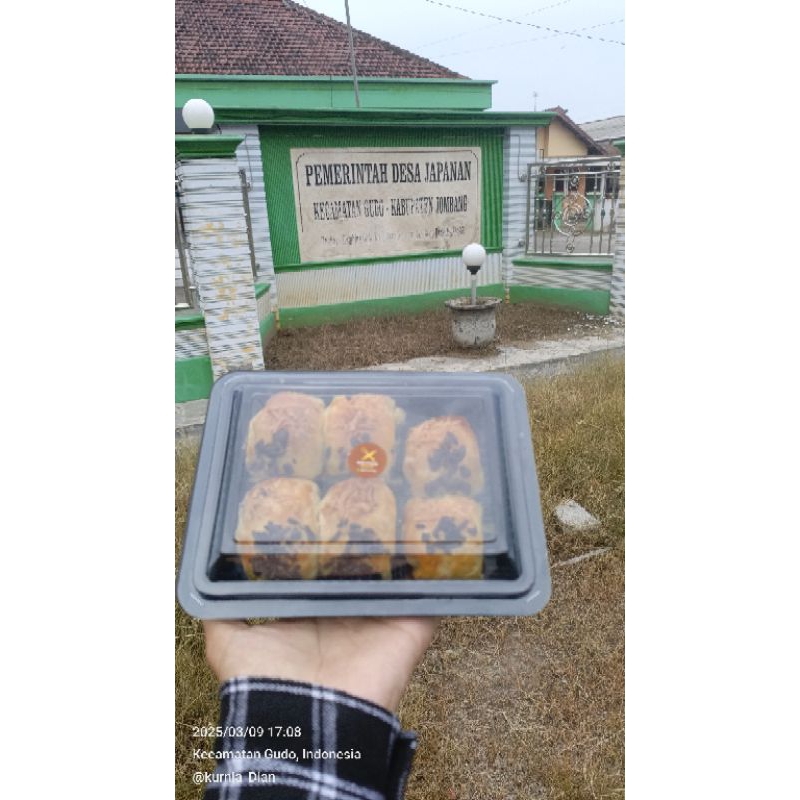 PEMERINTAH DESA JAPANAN
KECAMATAN GUDO - KABUPATEN JOMBANG
2025/03/09 17.08
Kecamatan Gudo, Indonesia
@kurnia_Dian